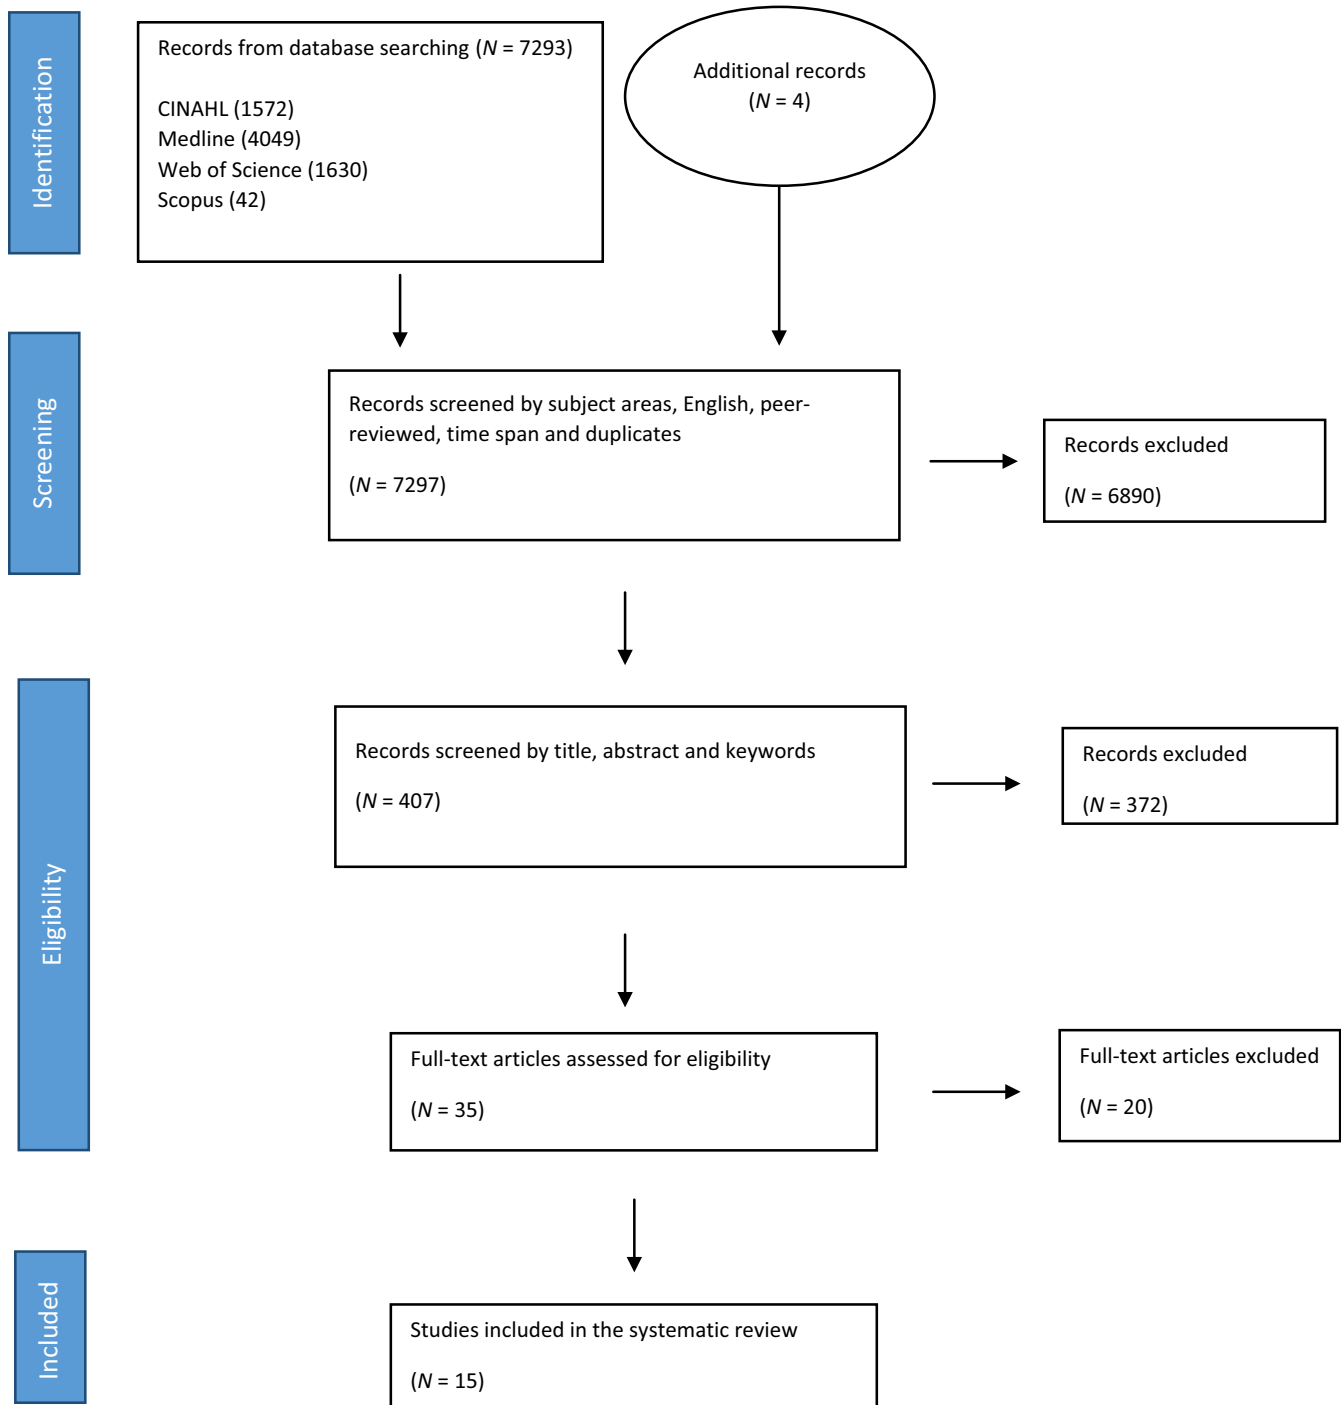 Identification
Records from database searching (N = 7293)
CINAHL (1572)
Medline (4049)
Web of Science (1630)
Scopus (42)
Additional records
(N = 4)
Screening
Records screened by subject areas, English, peer-
reviewed, time span and duplicates
(N = 7297)
Records excluded
(N = 6890)
Eligibility
Records screened by title, abstract and keywords
(N = 407)
Records excluded
(N = 372)
Full-text articles assessed for eligibility
(N = 35)
Full-text articles excluded
(N = 20)
Included
Studies included in the systematic review
(N = 15)